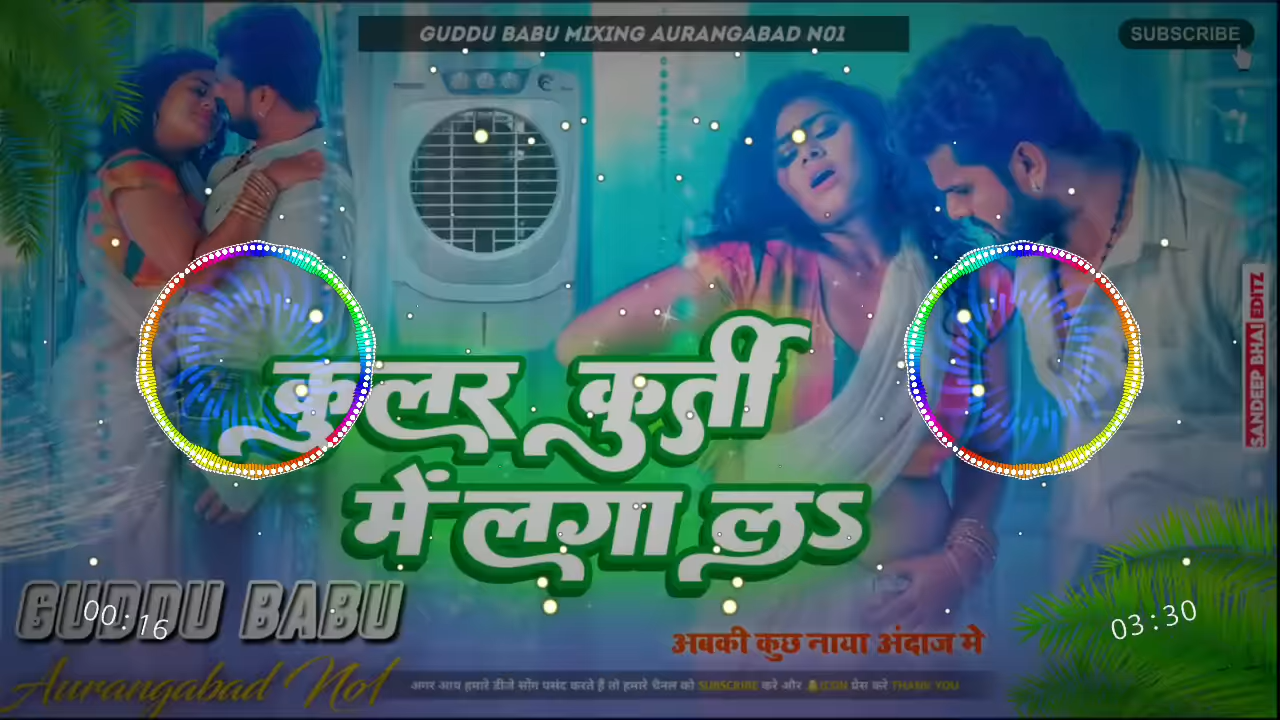 GUDDU BABU MIXING AURANGABAD NO1
SUBSCRIBE
कुलर कुर्ती
में लगा लऽ
SANDEEP BHAI EDITZ
GUDDU BABU
00:16
03:30
अबकी कुछ नाया अंदाज मे
Aurangabad No1
अगर आप हमारे डीजे सोंग पसंद करते हैं तो हमारे चैनल को SUBSCRIBE करे और 🔔ICON प्रेस करे THANK YOU